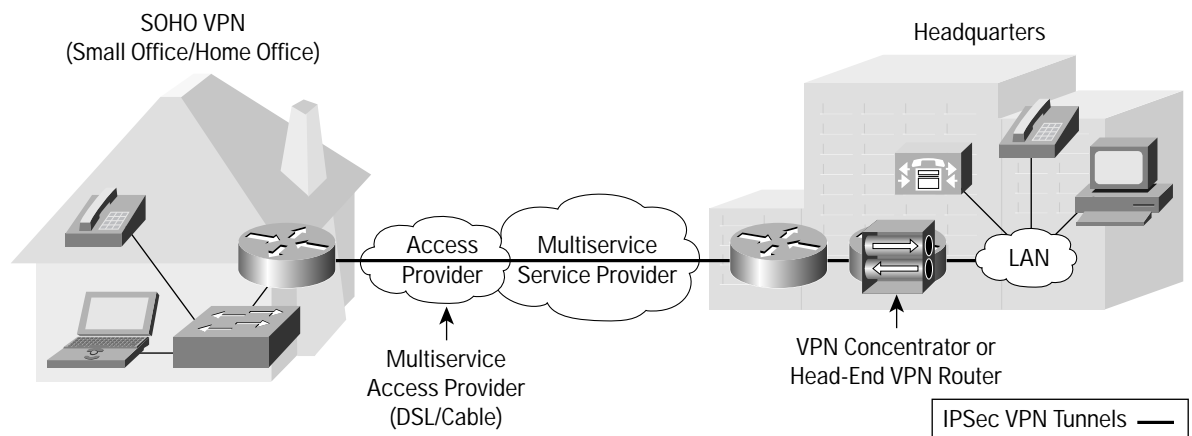 SOHO VPN
(Small Office/Home Office)
Headquarters
Access
Provider
Multiservice
Service Provider
LAN
Multiservice
Access Provider
(DSL/Cable)
VPN Concentrator or
Head-End VPN Router
IPSec VPN Tunnels